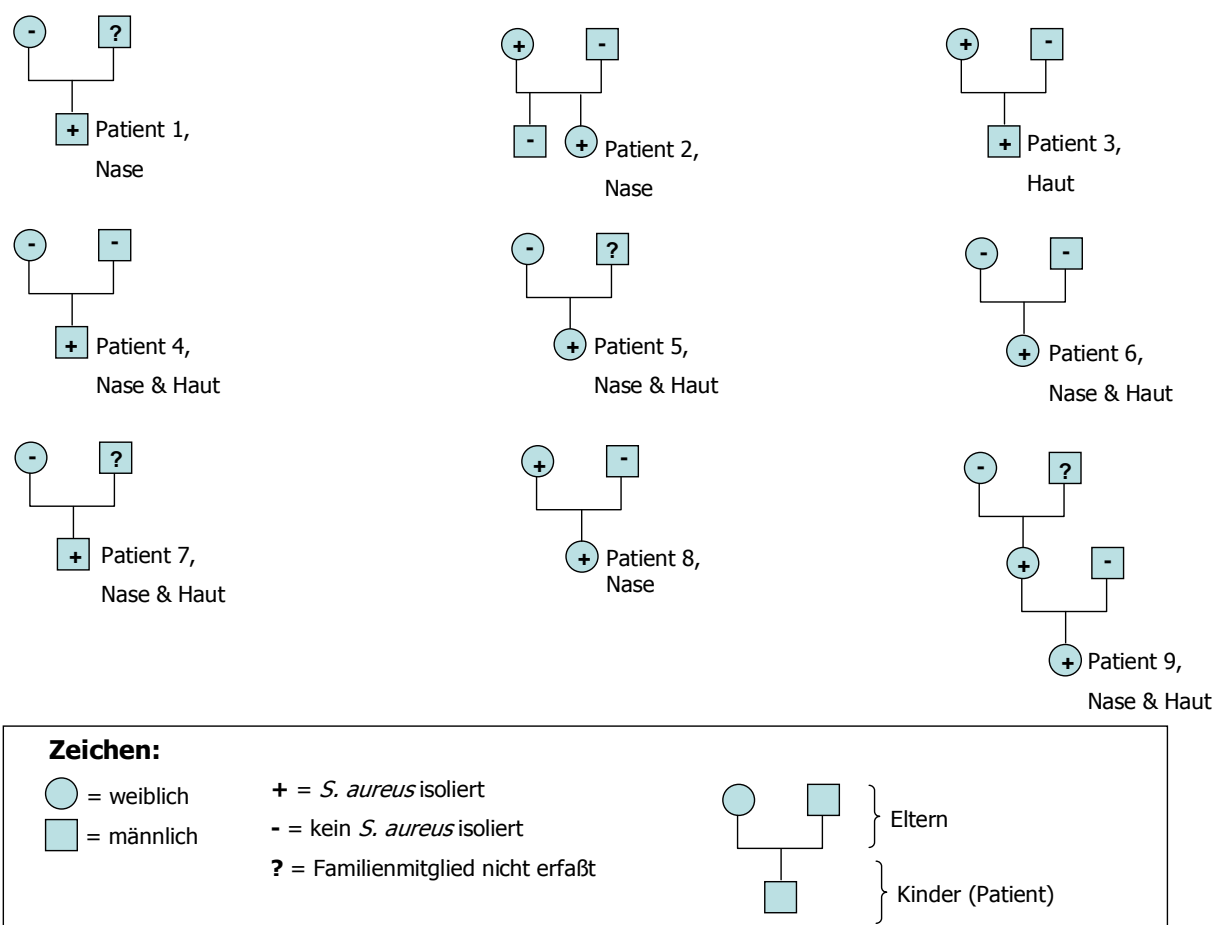 - ?
+ Patient 1,
Nase
+ -
- + Patient 2,
Nase
+ -
+ Patient 3,
Haut
- -
+ Patient 4,
Nase & Haut
- ?
+ Patient 5,
Nase & Haut
- -
+ Patient 6,
Nase & Haut
- ?
+ Patient 7,
Nase & Haut
+ -
+ Patient 8,
Nase
- ?
+ -
+ Patient 9,
Nase & Haut
Zeichen:
= weiblich
= männlich
+ = S. aureus isoliert
- = kein S. aureus isoliert
? = Familienmitglied nicht erfaßt
Eltern
Kinder (Patient)